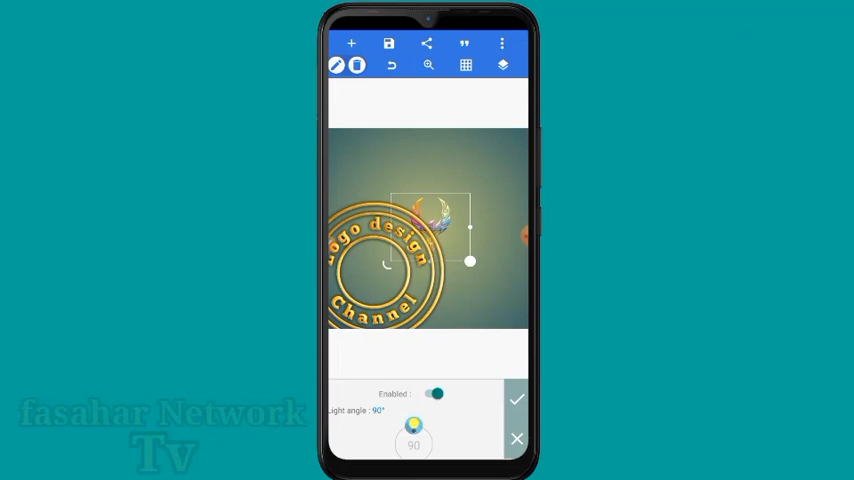 Logo design
Channel
Enabled :
Light angle : 90°
90
fasahar Network
Tv